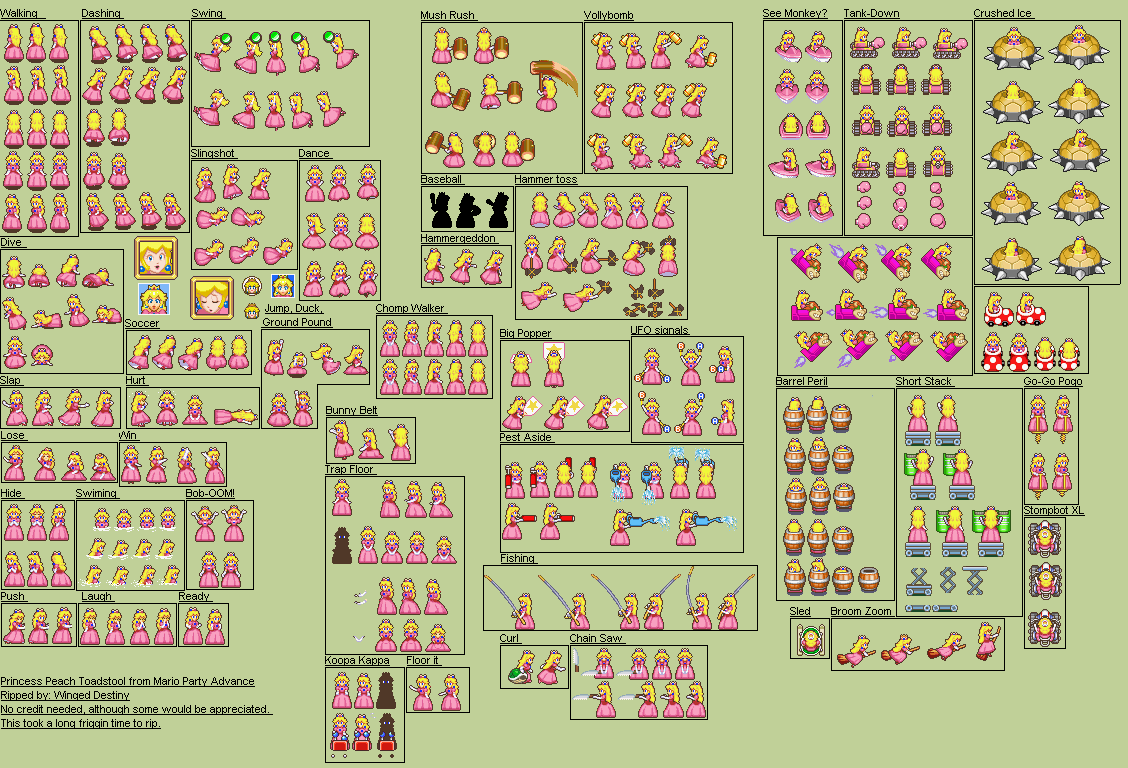 Walking
Dashing
Swing
Mush Rush
Vollybomb
See Monkey?
Tank-Down
Crushed Ice
Slingshot
Dance
Baseball
Hammer toss
Hammergeddon
Dive
Jump, Duck,
Ground Pound
Chomp Walker
Soccer
Big Popper
UFO signals
Slap
Hurt
Barrel Peril
Short Stack
Go-Go Pogo
Bunny Belt
Lose
Win
Pest Aside
Trap Floor
Hide
Swiming
Bob-OOM!
Stompbot XL
Fishing
Push
Laugh
Ready
Sled
Broom Zoom
Curl
Chain Saw
Koopa Kappa
Floor it
Princess Peach Toadstool from Mario Party Advance
Ripped by: Winged Destiny
No credit needed, although some would be appreciated.
This took a long friggin time to rip.